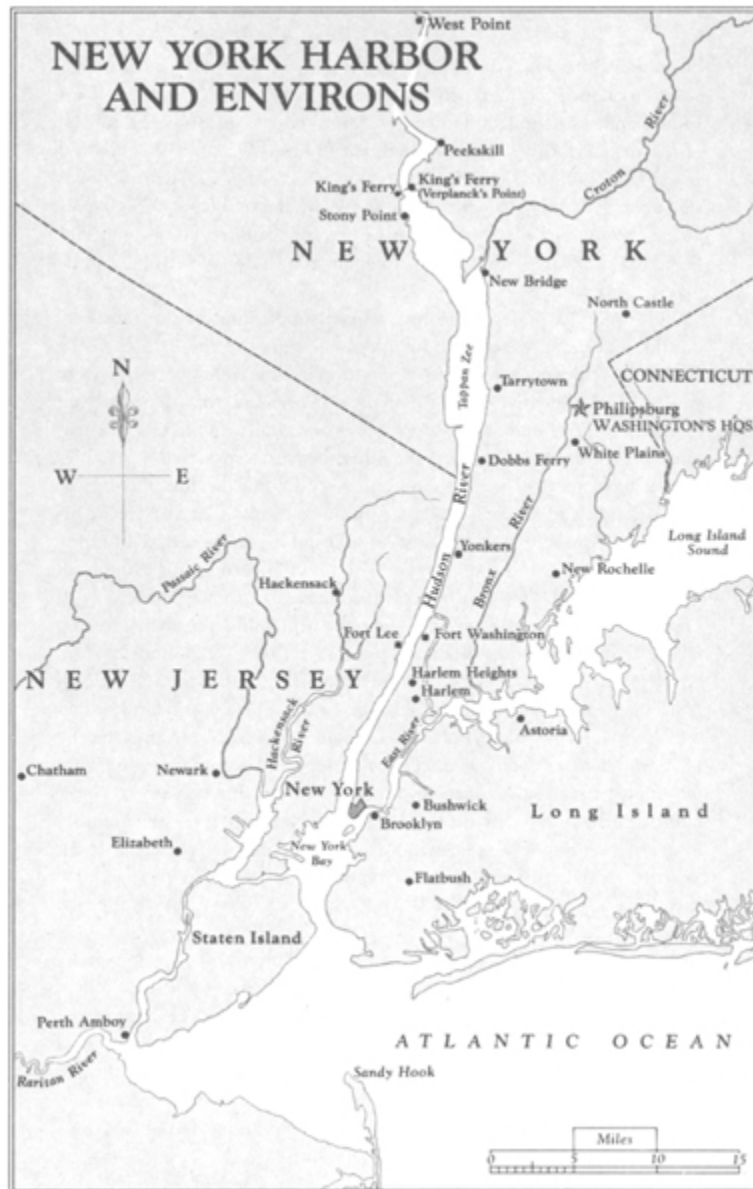 West Point
NEW YORK HARBOR
AND ENVIRONS
River
Peekskill
Croton
King's Ferry
King's Ferry
(Verplanck's Point)
Stony Point
NEW YORK
New Bridge
North Castle
Tappan Zee
N
CONNECTICUT
Tarrytown
Philipsburg
WASHINGTON'S HQS
W E
White Plains
Dobbs Ferry
River
River
Long Island
Sound
Passaic River
Yonkers
Hudson
Bronx
New Rochelle
Hackensack
Fort Lee
Fort Washington
NEW JERSEY
Harlem Heights
Harlem
Hackensack
River
East River
Astoria
Chatham
Newark
New York
Bushwick
Long Island
Brooklyn
Elizabeth
New York
Bay
Flatbush
Staten Island
Perth Amboy
ATLANTIC OCEAN
Raritan River
Sandy Hook
Miles
0 5 10 15